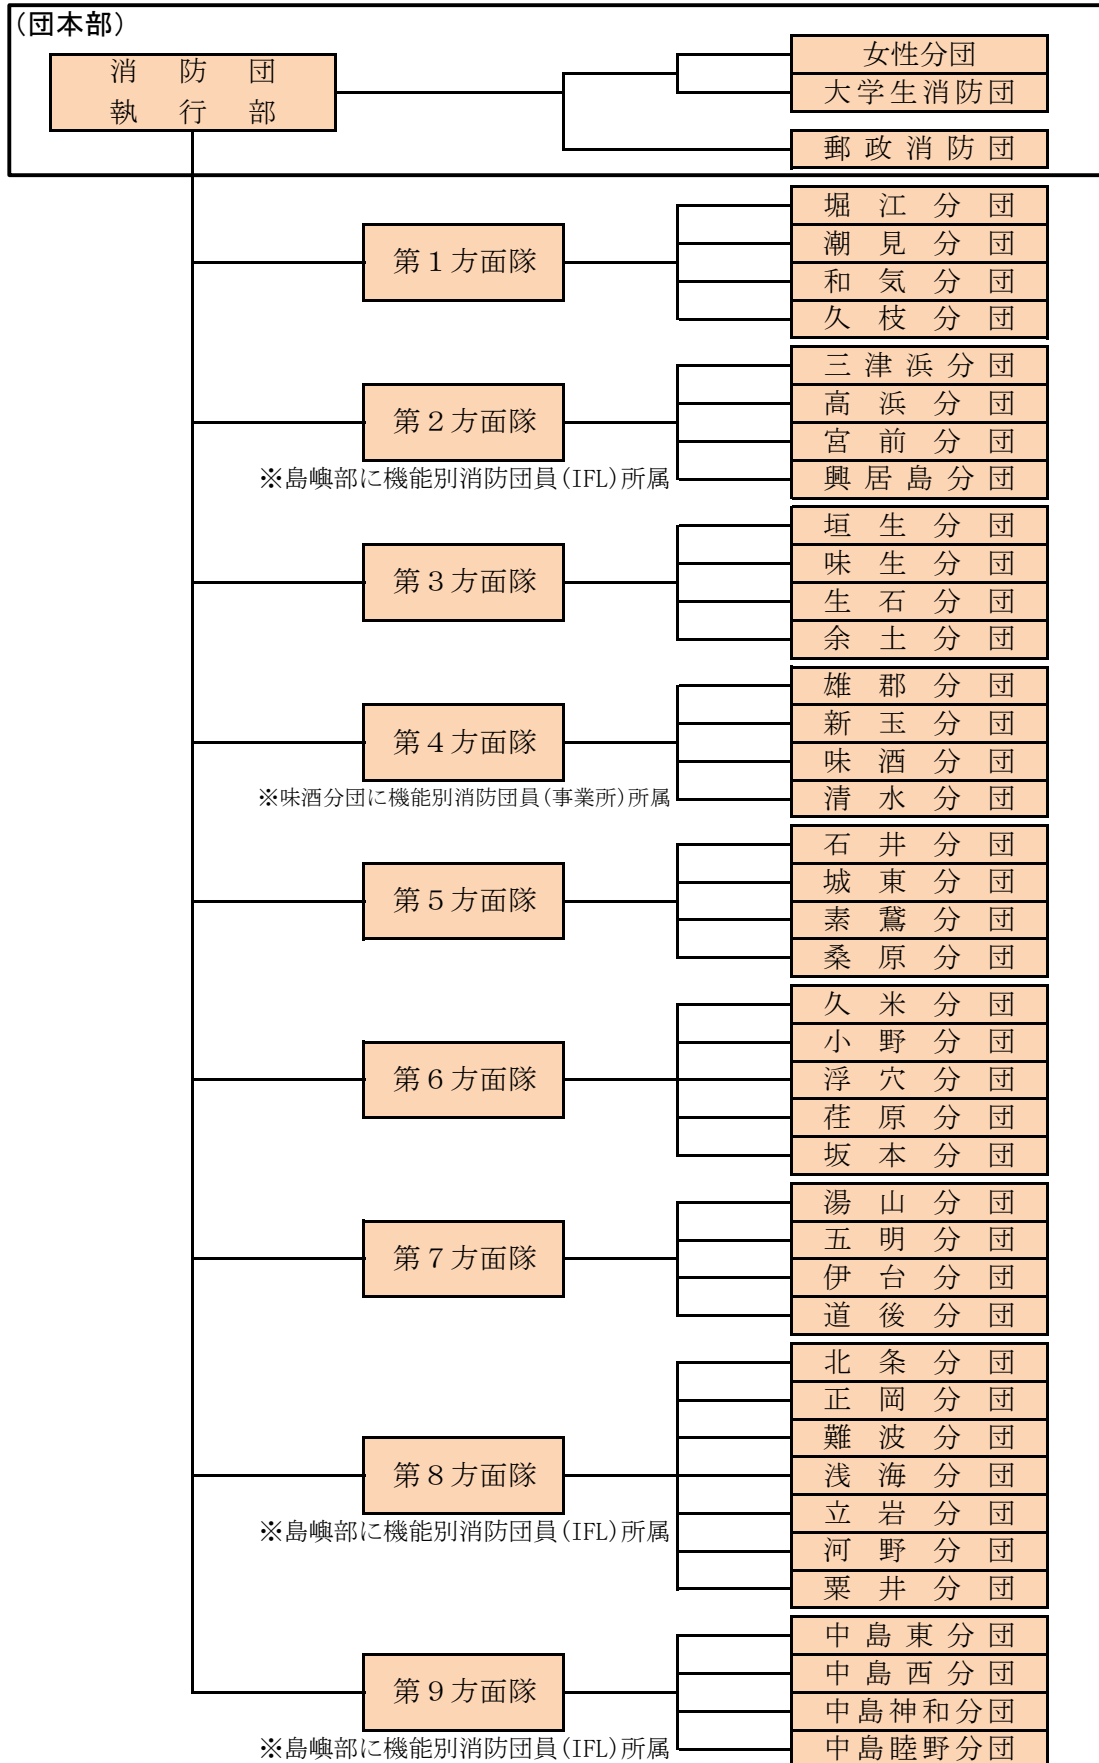 (団本部)
消防団
執行部
女性分団
大学生消防団
郵政消防団
第１方面隊
堀江分団
潮見分団
和気分団
久枝分団
第２方面隊
※島嶼部に機能別消防団員(IFL)所属
三津浜分団
高浜分団
宮前分団
興居島分団
第３方面隊
垣生分団
味生分団
生石分団
余土分団
第４方面隊
※味酒分団に機能別消防団員(事業所)所属
雄郡分団
新玉分団
味酒分団
清水分団
第５方面隊
石井分団
城東分団
素鵞分団
桑原分団
第６方面隊
久米分団
小野分団
浮穴分団
荏原分団
坂本分団
第７方面隊
湯山分団
五明分団
伊台分団
道後分団
第８方面隊
※島嶼部に機能別消防団員(IFL)所属
北条分団
正岡分団
難波分団
浅海分団
立岩分団
河野分団
粟井分団
第９方面隊
※島嶼部に機能別消防団員(IFL)所属
中島東分団
中島西分団
中島神和分団
中島睦野分団